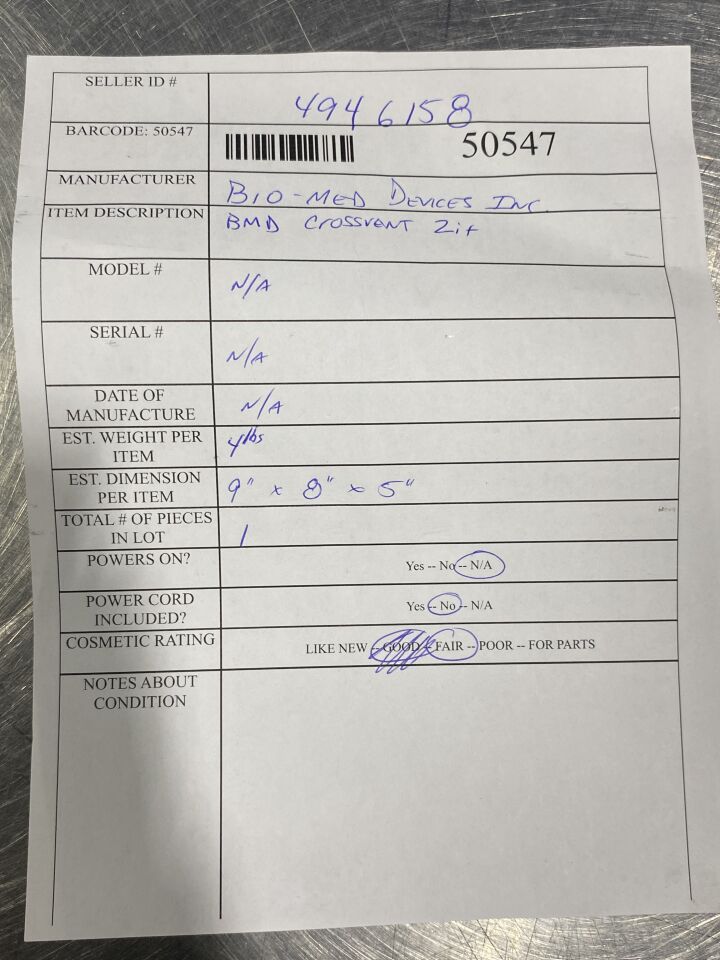 SELLER ID # 4946158
BARCODE: 50547 50547
MANUFACTURER BIO-MED DEVICES INC.
ITEM DESCRIPTION BMD CROSSVENT 2i+
MODEL # N/A
SERIAL # N/A
DATE OF
MANUFACTURE N/A
EST. WEIGHT PER
ITEM 4lbs
EST. DIMENSION
PER ITEM 9" x 8" x 5"
TOTAL # OF PIECES
IN LOT 1
POWERS ON? Yes -- No -- N/A
POWER CORD
INCLUDED? Yes -- No -- N/A
COSMETIC RATING LIKE NEW -- GOOD -- FAIR -- POOR -- FOR PARTS
NOTES ABOUT
CONDITION